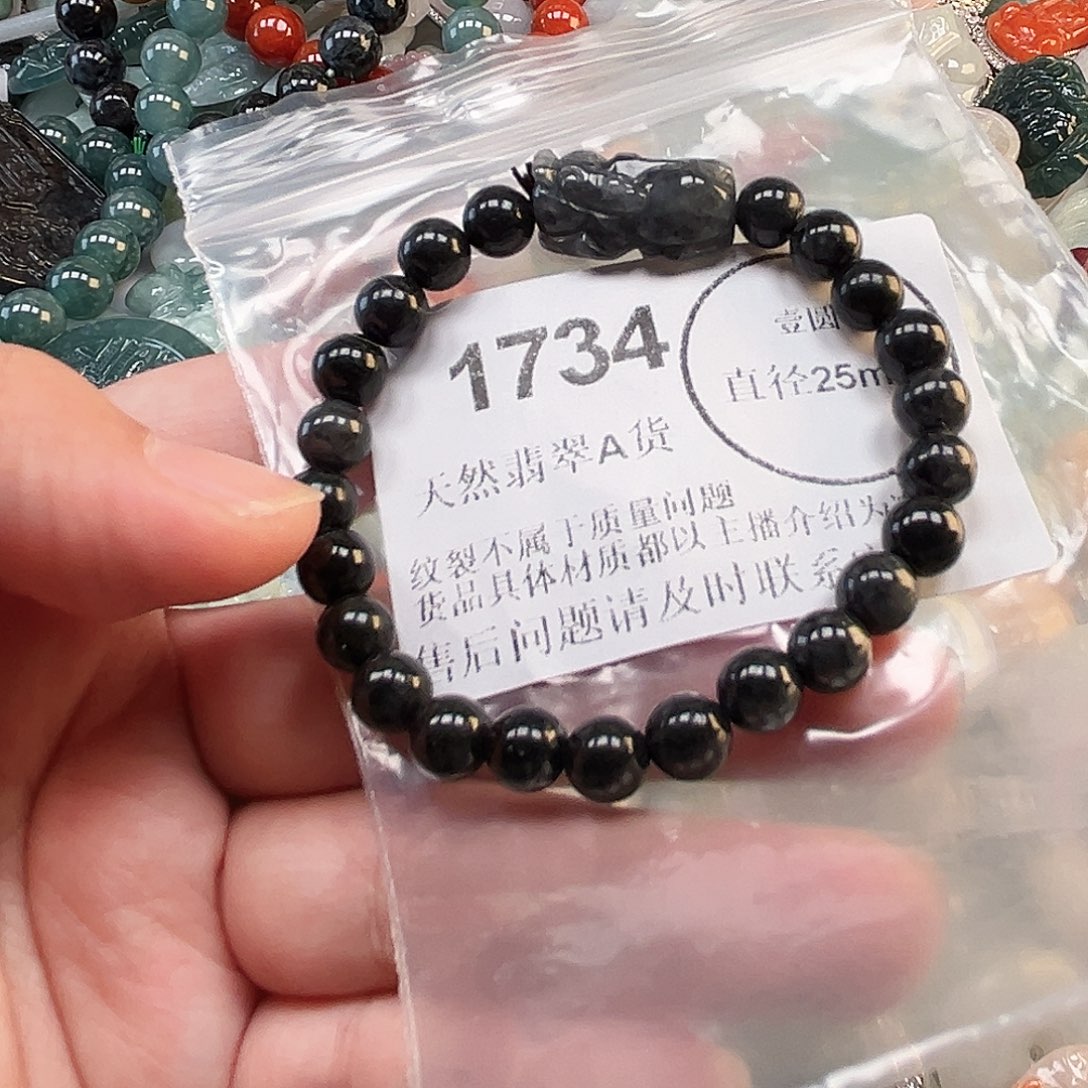 1734
壹圆
直径25m
天然翡翠A货
纹裂不属于质量问题
货品具体材质都以主播介绍为
售后问题请及时联系